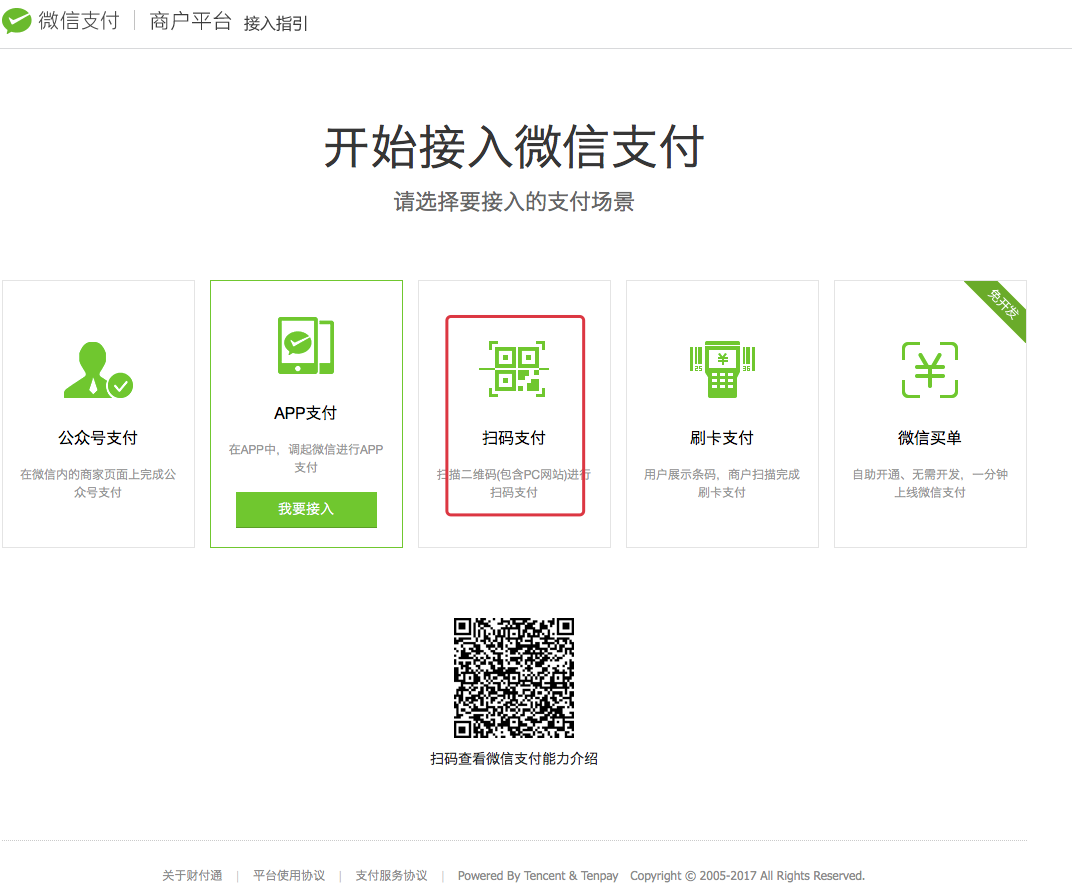 微信支付 | 商户平台 接入指引
开始接入微信支付
请选择要接入的支付场景
公众号支付
在微信内的商家页面上完成公
众号支付
APP支付
在APP中，调起微信进行APP
支付
我要接入
扫码支付
扫描二维码(包含PC网站)进行
扫码支付
25 ¥ 36
刷卡支付
用户展示条码，商户扫描完成
刷卡支付
免开发
¥
微信买单
自助开通、无需开发，一分钟
上线微信支付
扫码查看微信支付能力介绍
关于财付通 | 平台使用协议 | 支付服务协议 | Powered By Tencent & Tenpay Copyright © 2005-2017 All Rights Reserved.